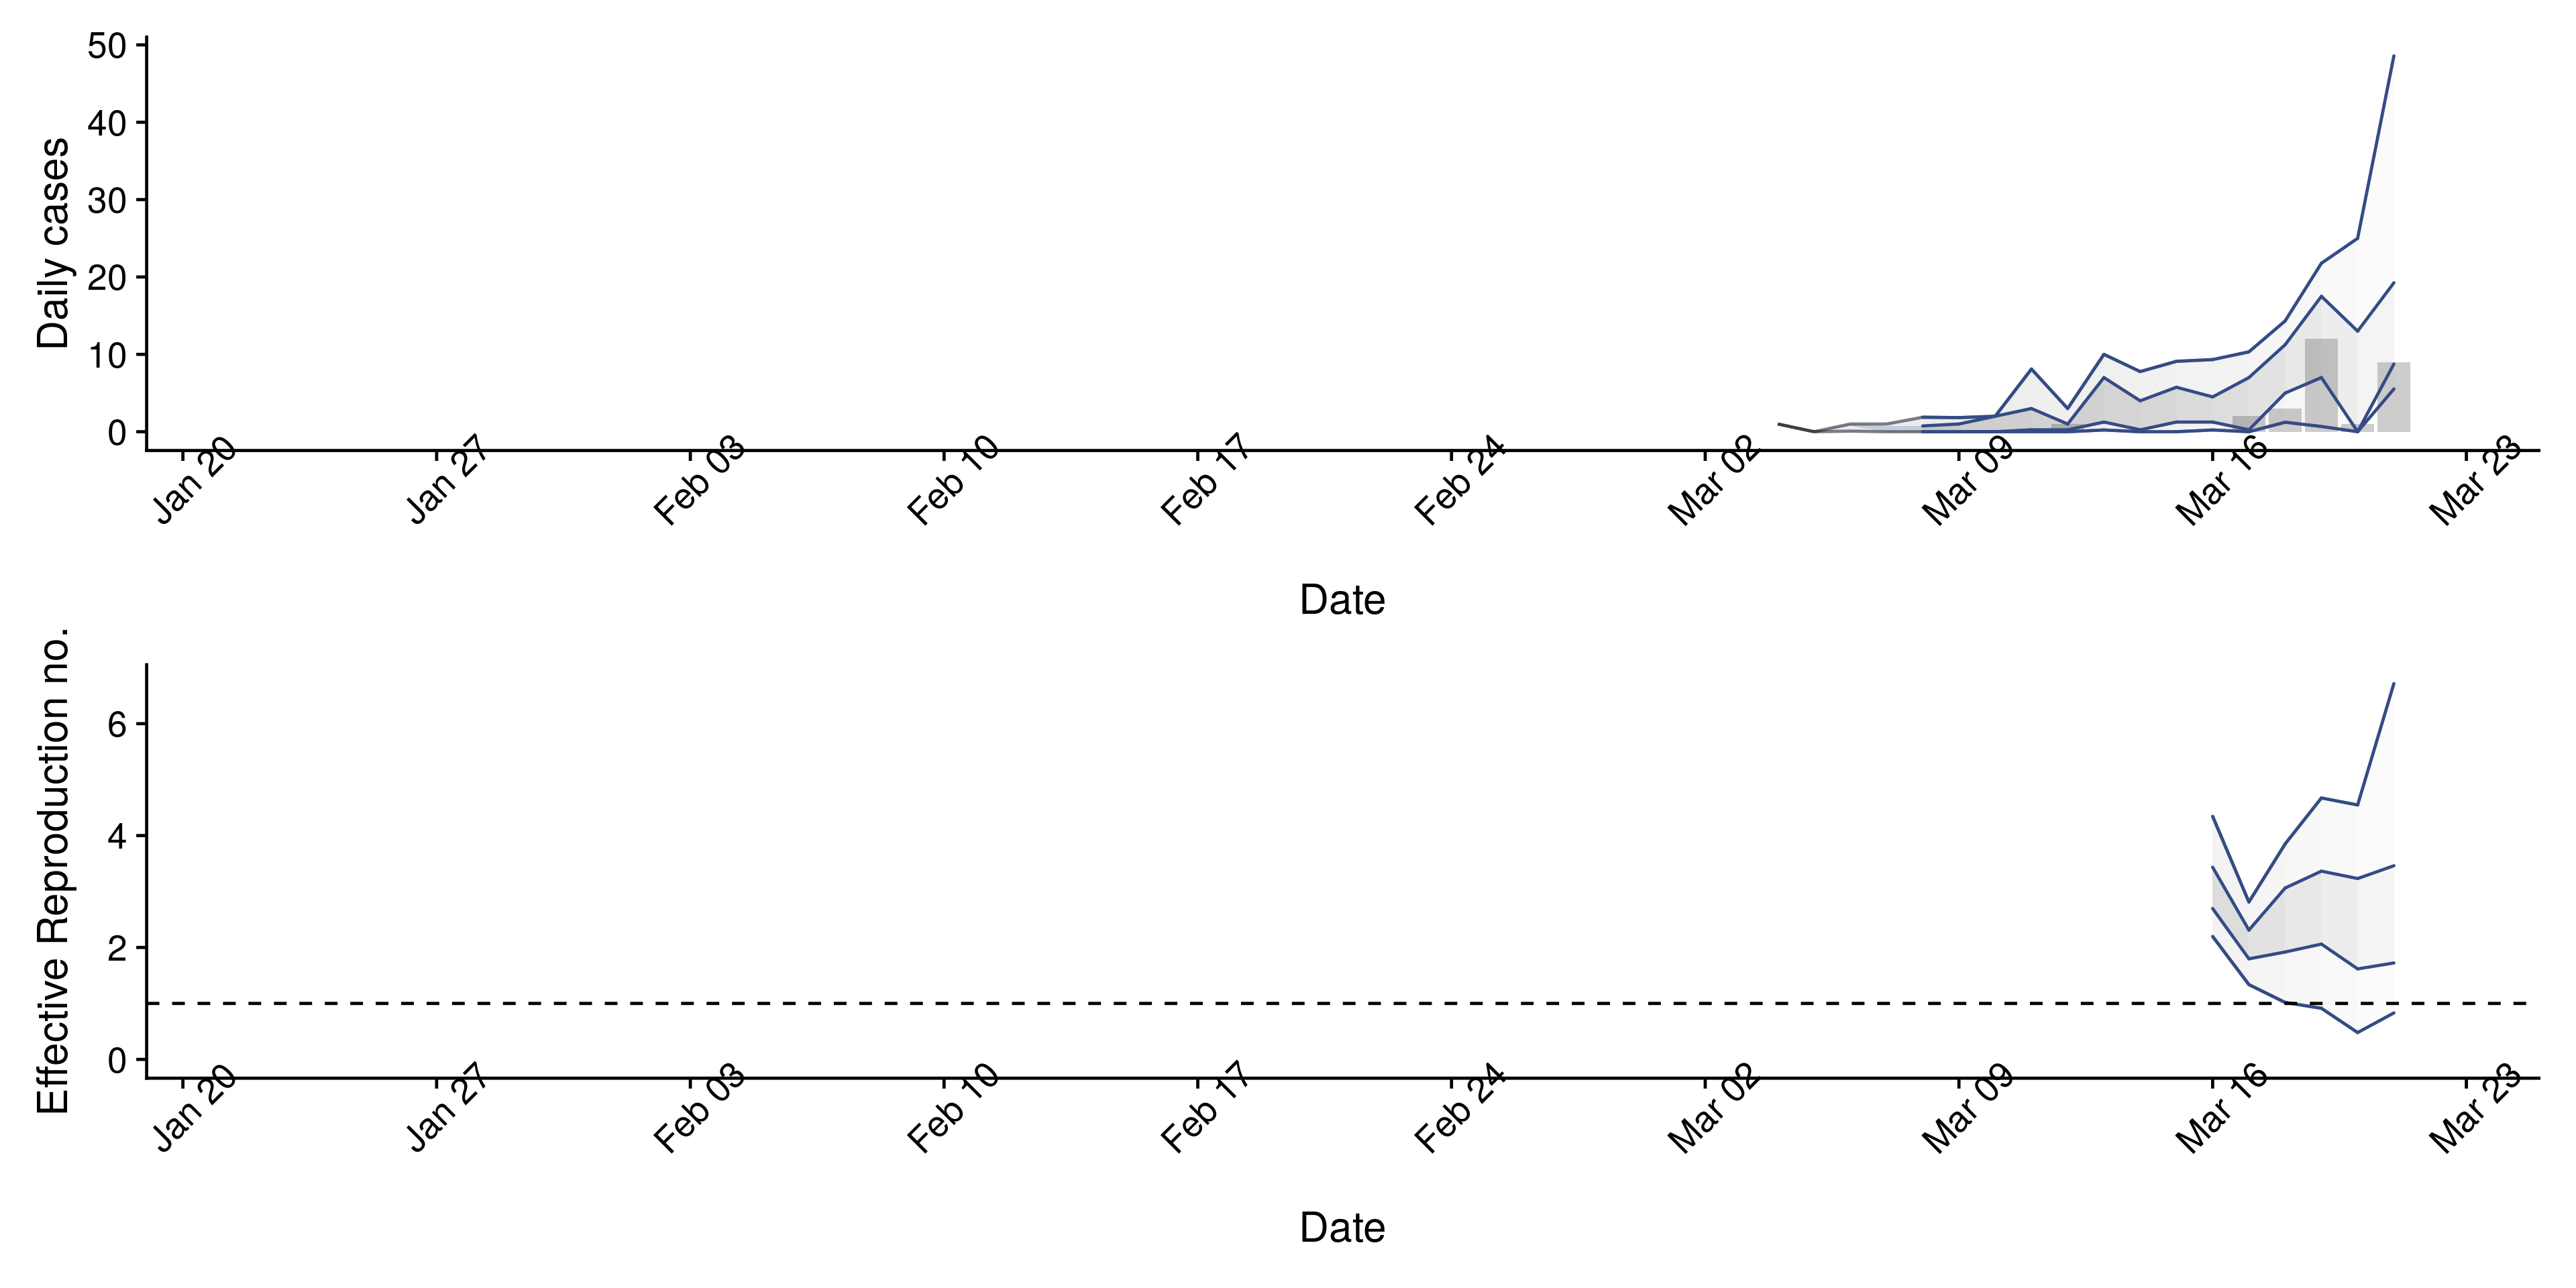 Daily cases
50
40
30
20
10
0
Jan 20
Jan 27
Feb 03
Feb 10
Feb 17
Feb 24
Mar 02
Mar 09
Mar 16
Mar 23
Date
Effective Reproduction no.
6
4
2
0
Jan 20
Jan 27
Feb 03
Feb 10
Feb 17
Feb 24
Mar 02
Mar 09
Mar 16
Mar 23
Date